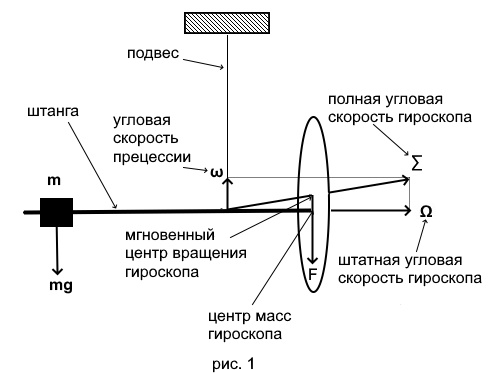 подвес
полная угловая
скорость гироскопа
штанга
угловая
скорость
прецессии
ω
Σ
m
Ω
мгновенный
центр вращения
гироскопа
F
штатная угловая
скорость гироскопа
mg
центр масс
гироскопа
рис. 1